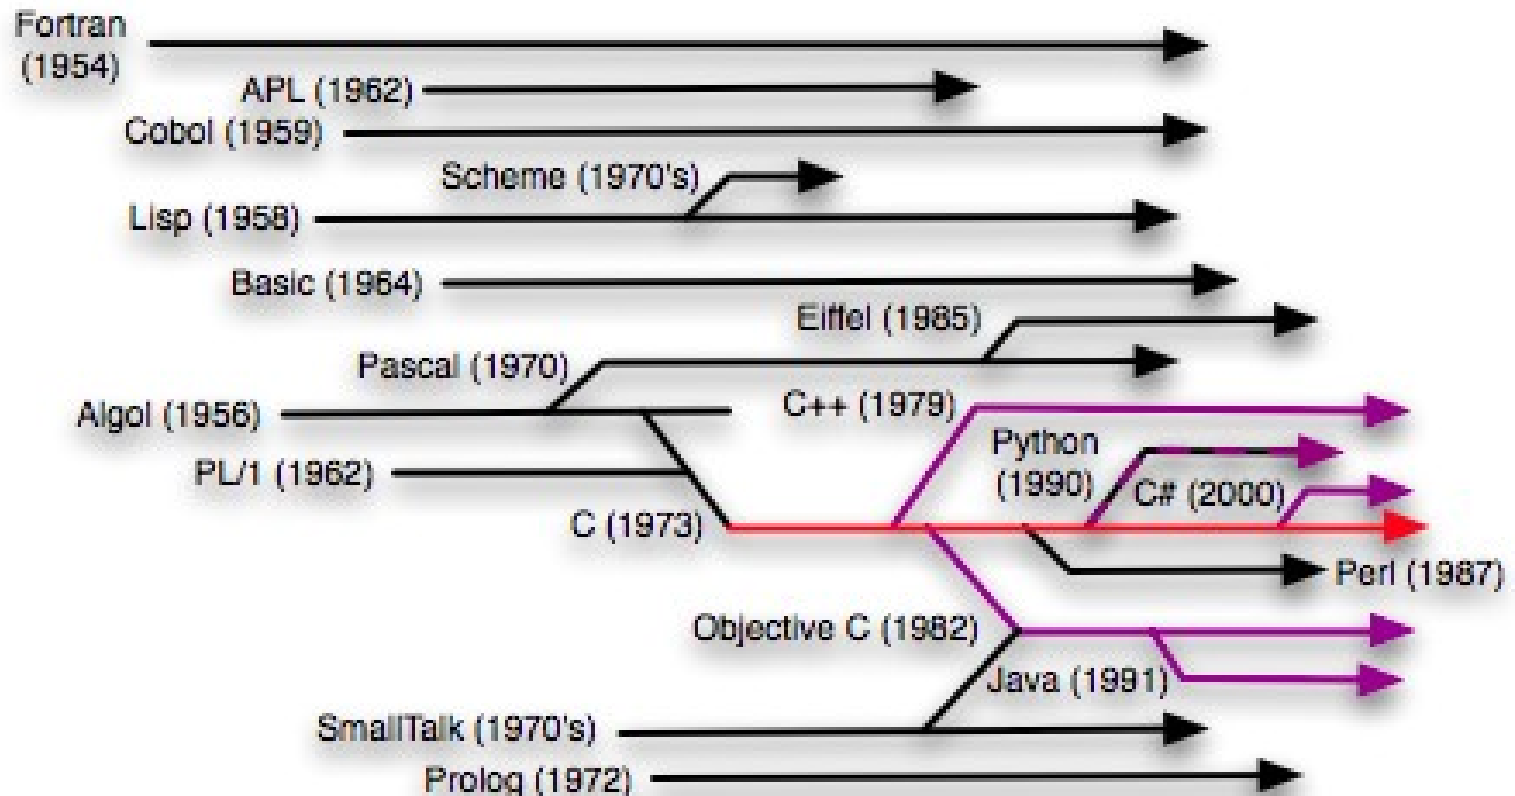 Fortran
(1954)
APL (1962)
Cobol (1959)
Scheme (1970's)
Lisp (1958)
Basic (1964)
Eiffel (1985)
Pascal (1970)
C++ (1979)
Algol (1956)
Python
(1990)
PL/1 (1962)
C# (2000)
C (1973)
Perl (1987)
Objective C (1982)
Java (1991)
SmallTalk (1970's)
Prolog (1972)